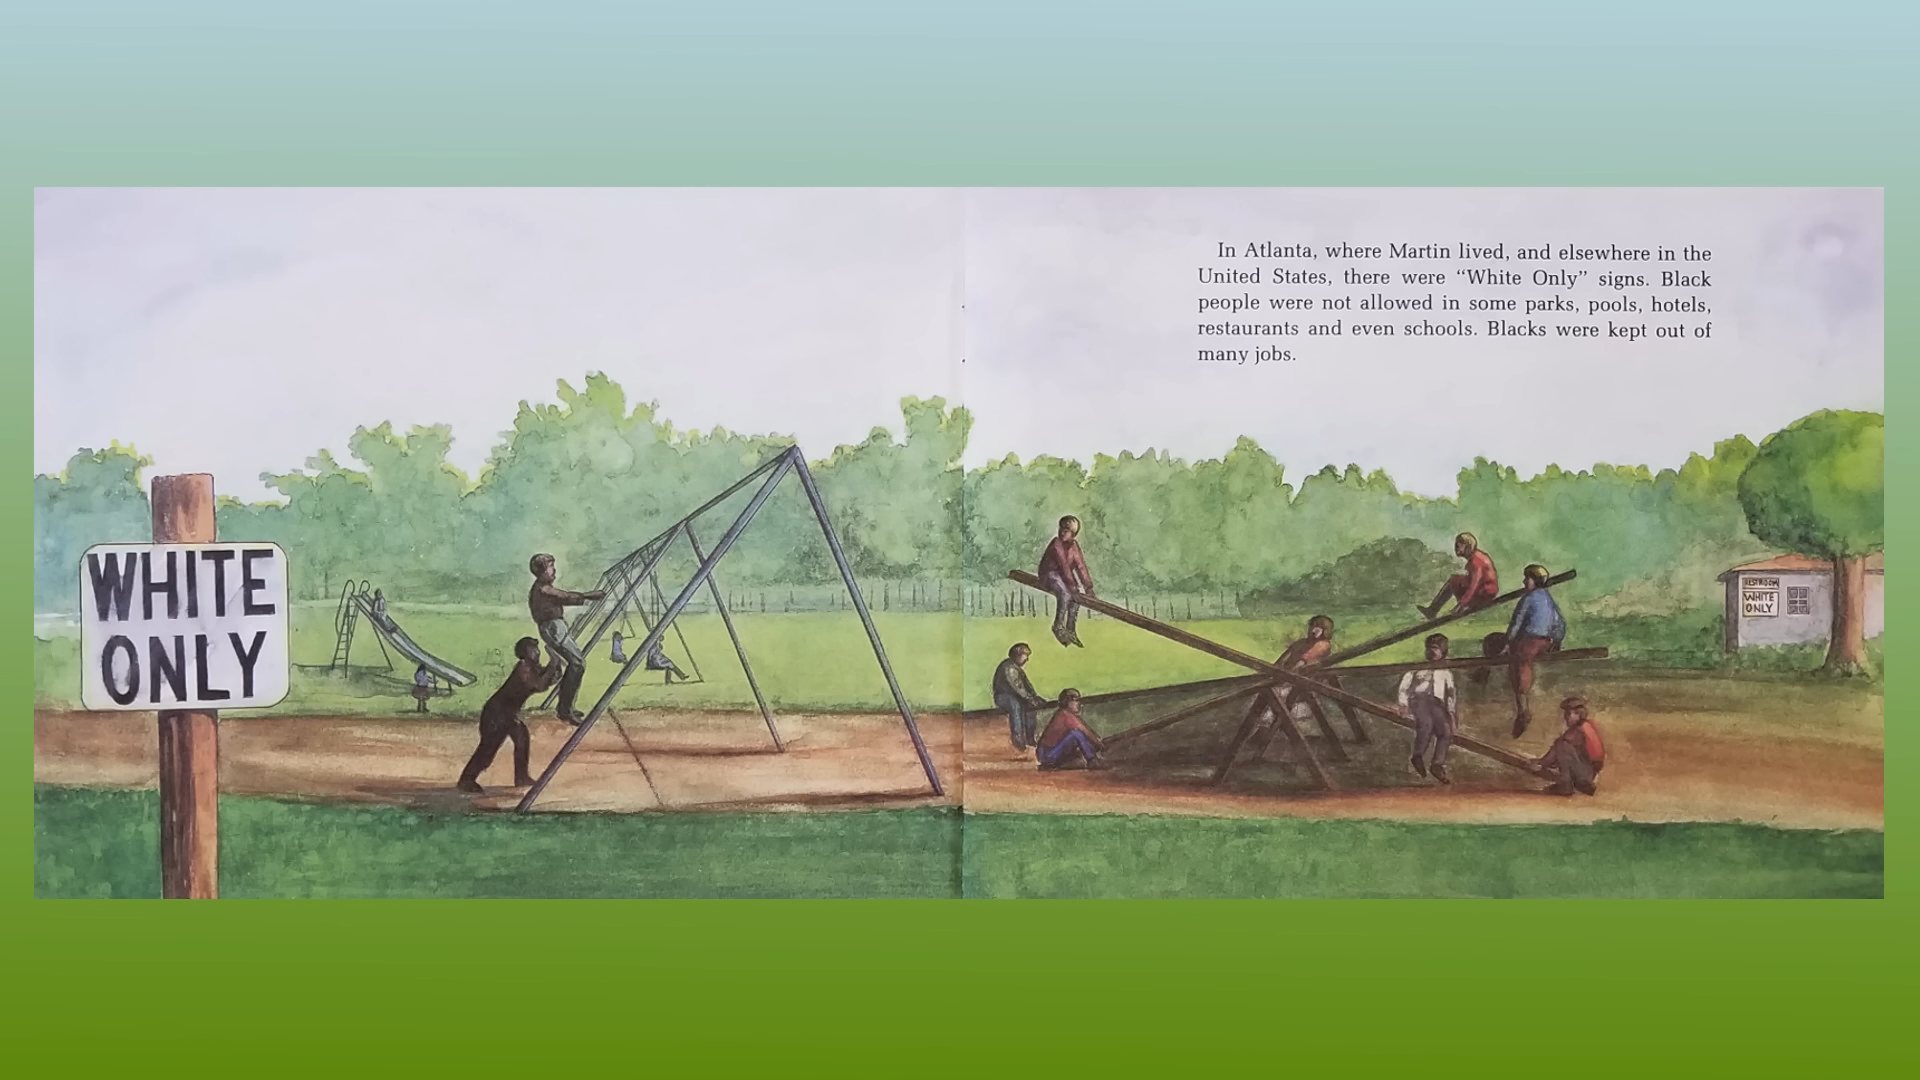 WHITE
ONLY
In Atlanta, where Martin lived, and elsewhere in the
United States, there were “White Only” signs. Black
people were not allowed in some parks, pools, hotels,
restaurants and even schools. Blacks were kept out of
many jobs.
RESTROOM
WHITE
ONLY